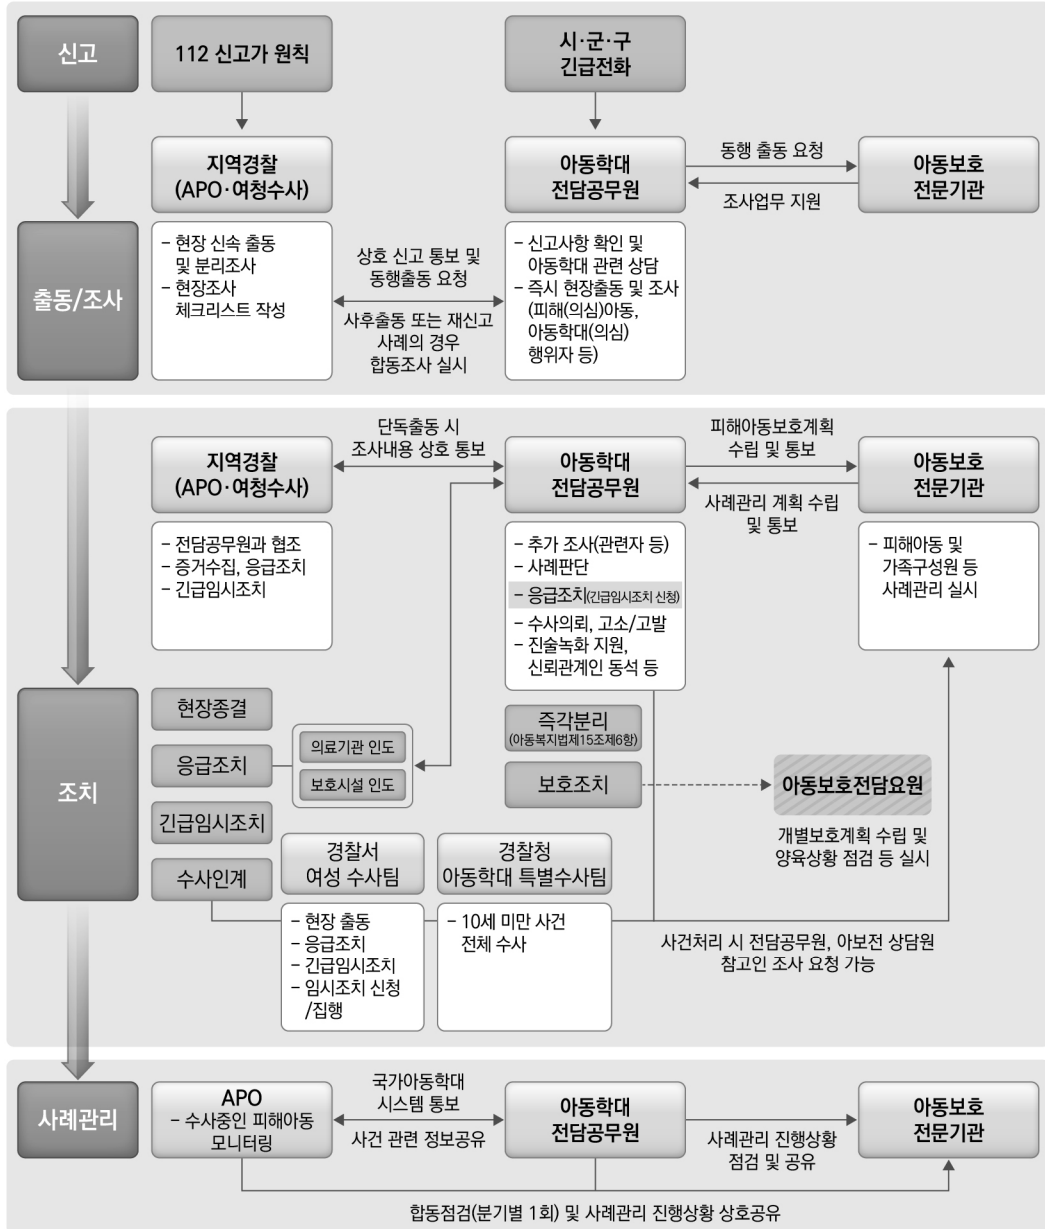 신고
112 신고가 원칙
시·군·구
긴급전화
지역경찰
(APO·여청수사)
아동학대
전담공무원
동행 출동 요청
조사업무 지원
아동보호
전문기관
출동/조사
– 현장 신속 출동
및 분리조사
– 현장조사
체크리스트 작성
상호 신고 통보 및
동행출동 요청
사후출동 또는 재신고
사례의 경우
합동조사 실시
– 신고사항 확인 및
아동학대 관련 상담
– 즉시 현장출동 및 조사
(피해(의심)아동,
아동학대(의심)
행위자 등)
지역경찰
(APO·여청수사)
단독출동 시
조사내용 상호 통보
아동학대
전담공무원
피해아동보호계획
수립 및 통보
사례관리 계획 수립
및 통보
아동보호
전문기관
– 전담공무원과 협조
– 증거수집, 응급조치
– 긴급임시조치
– 추가 조사(관련자 등)
– 사례판단
– 응급조치(긴급임시조치 신청)
– 수사의뢰, 고소/고발
– 진술녹화 지원,
신뢰관계인 동석 등
– 피해아동 및
가족구성원 등
사례관리 실시
조치
현장종결
응급조치
의료기관 인도
보호시설 인도
긴급임시조치
수사인계
즉각분리
(아동복지법제15조제6항)
보호조치
아동보호전담요원
개별보호계획 수립 및
양육상황 점검 등 실시
경찰서
여성 수사팀
경찰청
아동학대 특별수사팀
– 현장 출동
– 응급조치
– 긴급임시조치
– 임시조치 신청
/집행
– 10세 미만 사건
전체 수사
사건처리 시 전담공무원, 아보전 상담원
참고인 조사 요청 가능
사례관리
APO
– 수사중인 피해아동
모니터링
국가아동학대
시스템 통보
사건 관련 정보공유
아동학대
전담공무원
사례관리 진행상황
점검 및 공유
아동보호
전문기관
합동점검(분기별 1회) 및 사례관리 진행상황 상호공유